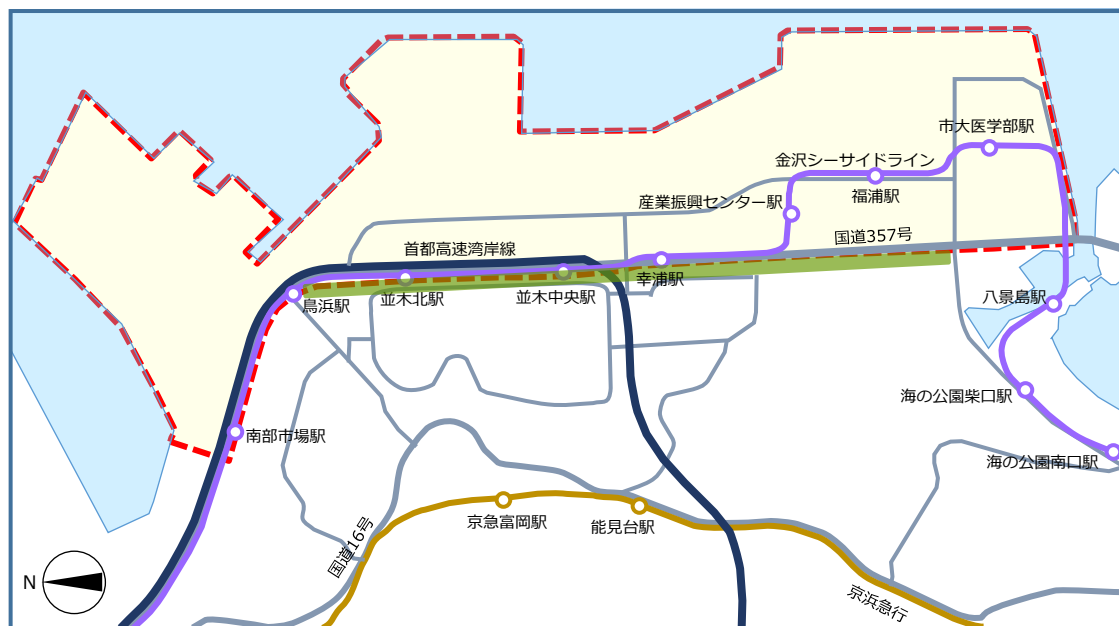 市大医学部駅
金沢シーサイドライン
福浦駅
産業振興センター駅
国道357号
首都高速湾岸線
幸浦駅
並木中央駅
並木北駅
鳥浜駅
八景島駅
海の公園柴口駅
南部市場駅
海の公園南口駅
京急富岡駅
能見台駅
国道16号
N
京浜急行